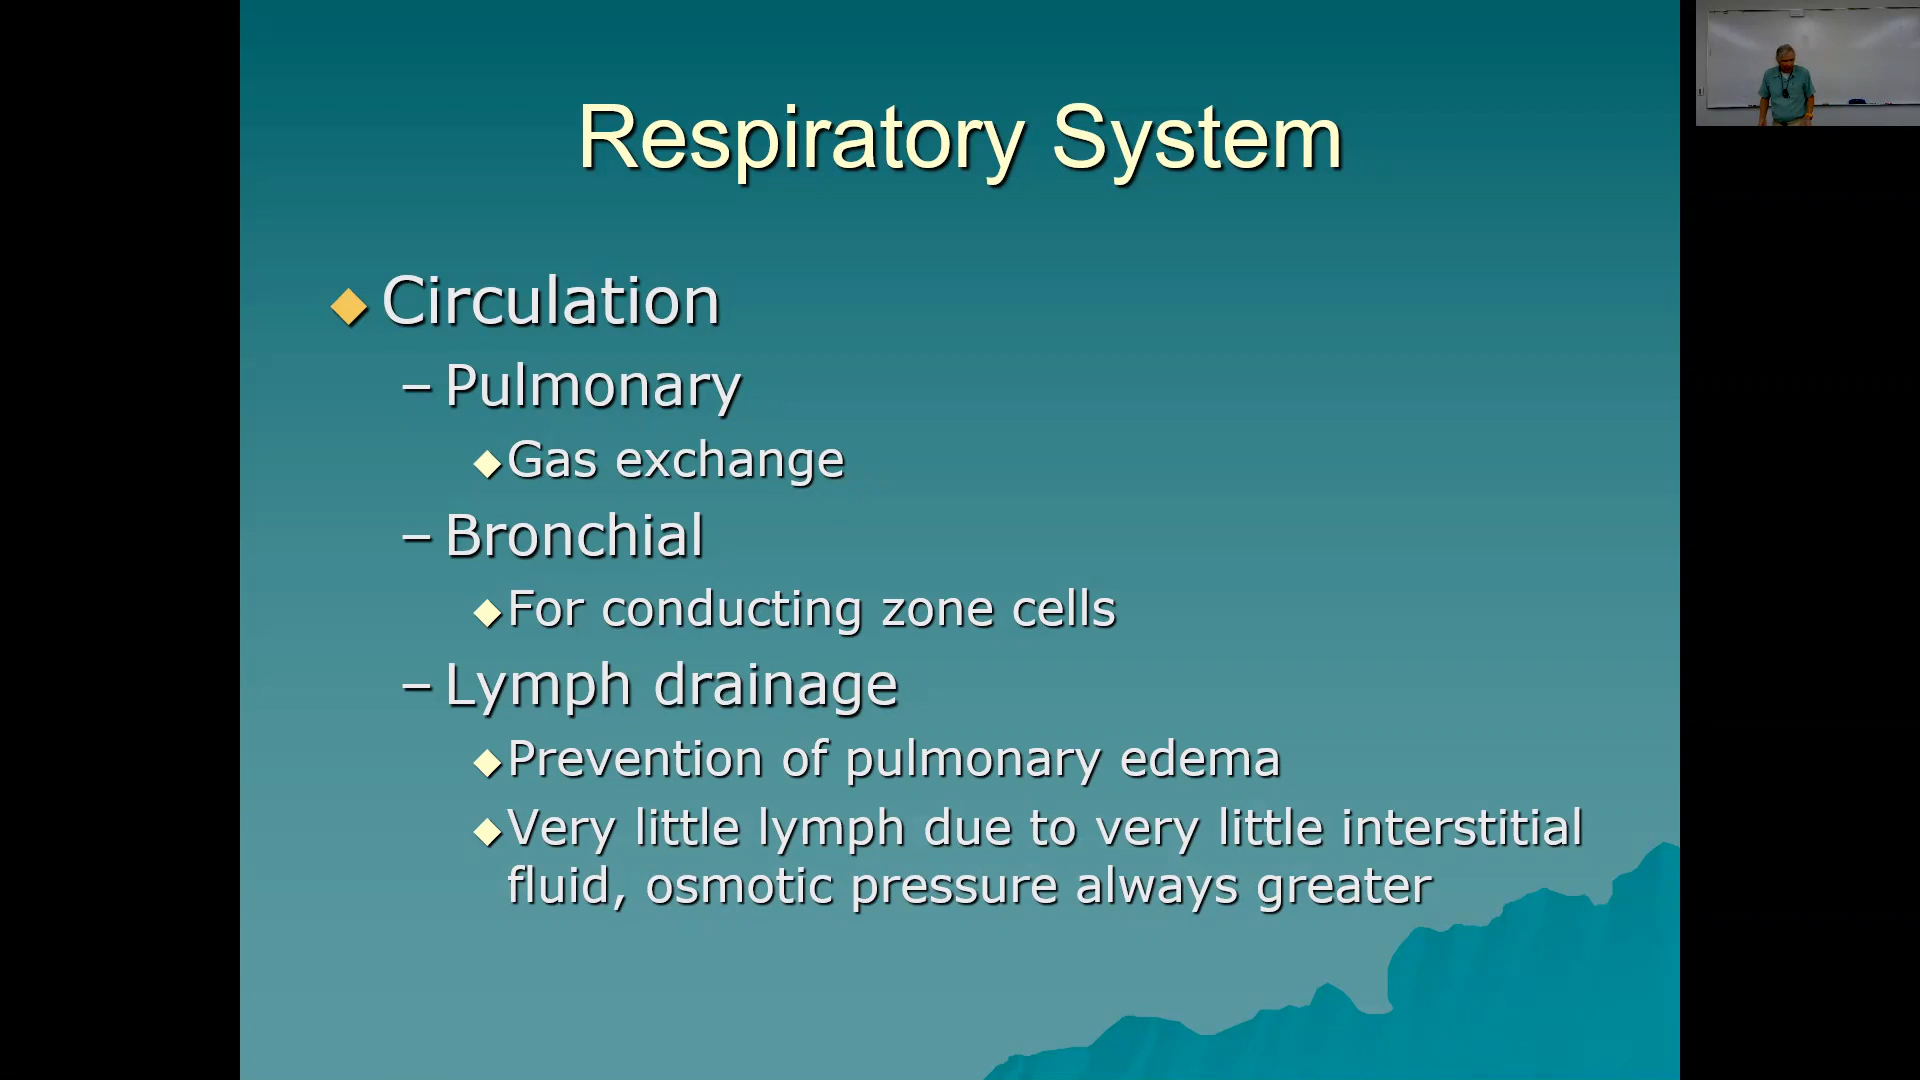 Respiratory System
Circulation
– Pulmonary
Gas exchange
– Bronchial
For conducting zone cells
– Lymph drainage
Prevention of pulmonary edema
Very little lymph due to very little interstitial
fluid, osmotic pressure always greater